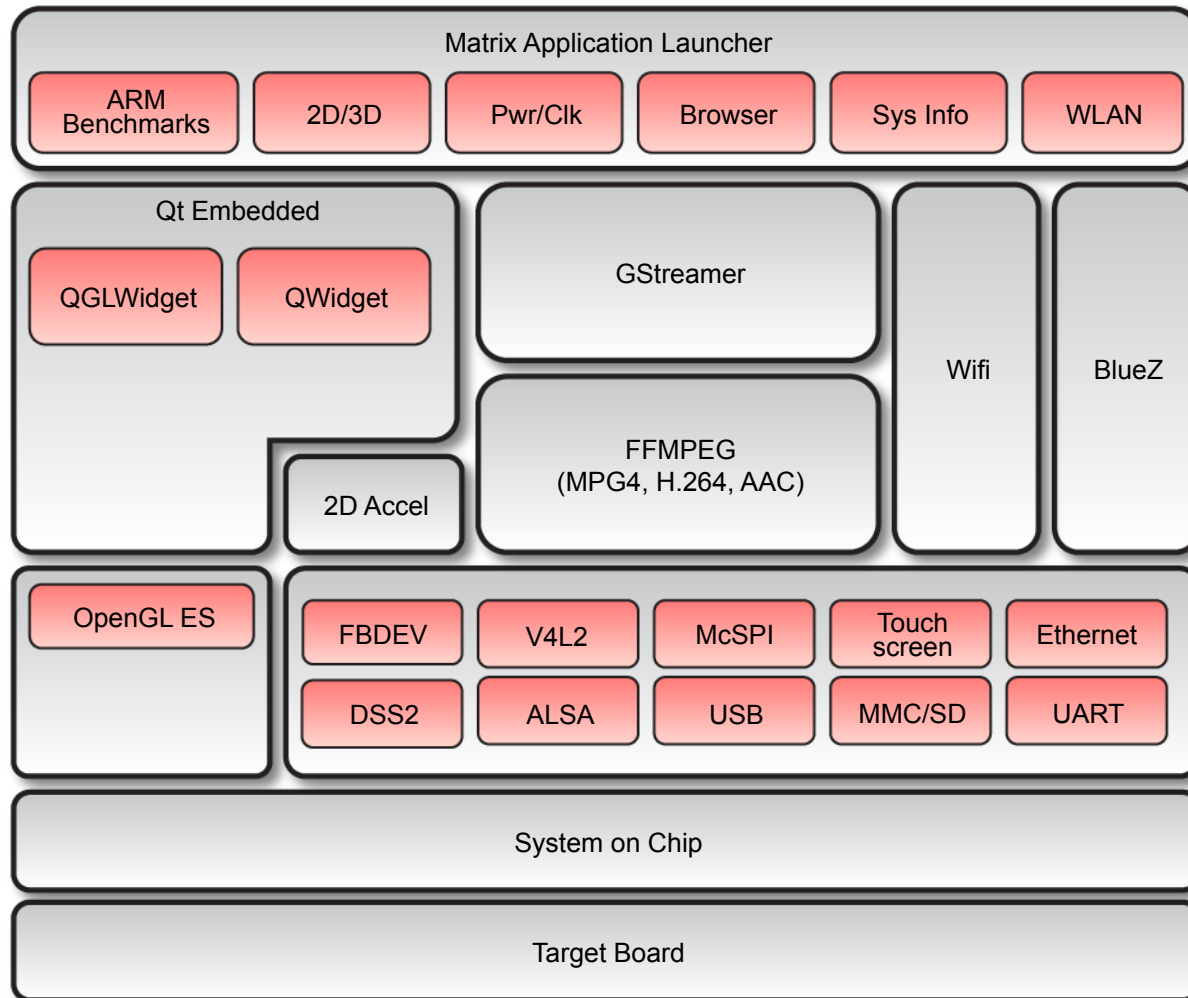 Matrix Application Launcher
ARM
Benchmarks
2D/3D
Pwr/Clk
Browser
Sys Info
WLAN
Qt Embedded
QGLWidget
QWidget
GStreamer
Wifi
BlueZ
FFMPEG
(MPG4, H.264, AAC)
2D Accel
OpenGL ES
FBDEV
V4L2
McSPI
Touch
screen
Ethernet
DSS2
ALSA
USB
MMC/SD
UART
System on Chip
Target Board